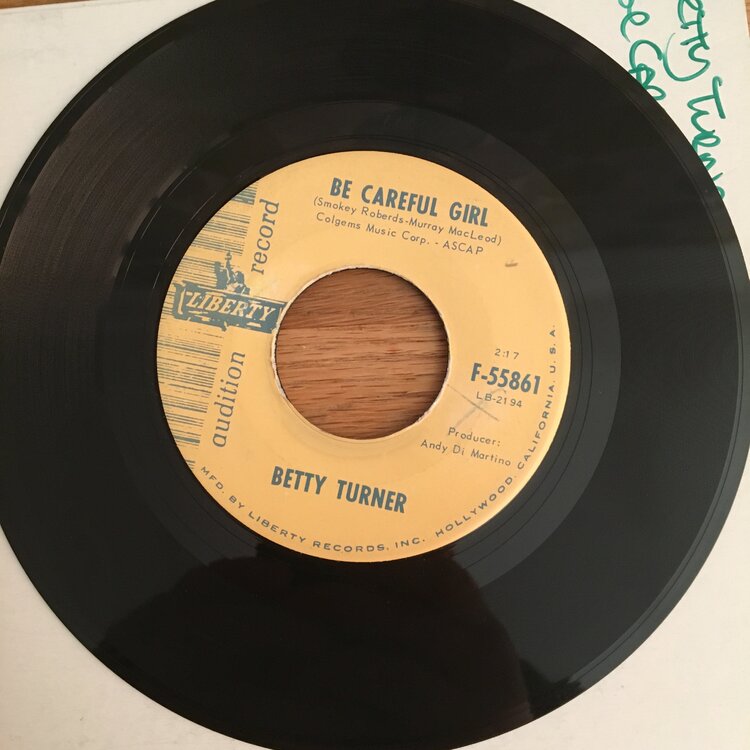 BE CAREFUL GIRL
(Smokey Roberds-Murray MacLeod)
Colgems Music Corp. - ASCAP
audition record
LIBERTY
2:17
F-55861
LB-2194
Producer:
Andy Di Martino
BETTY TURNER
MFD. BY LIBERTY RECORDS, INC. HOLLYWOOD, CALIFORNIA, U. S. A.